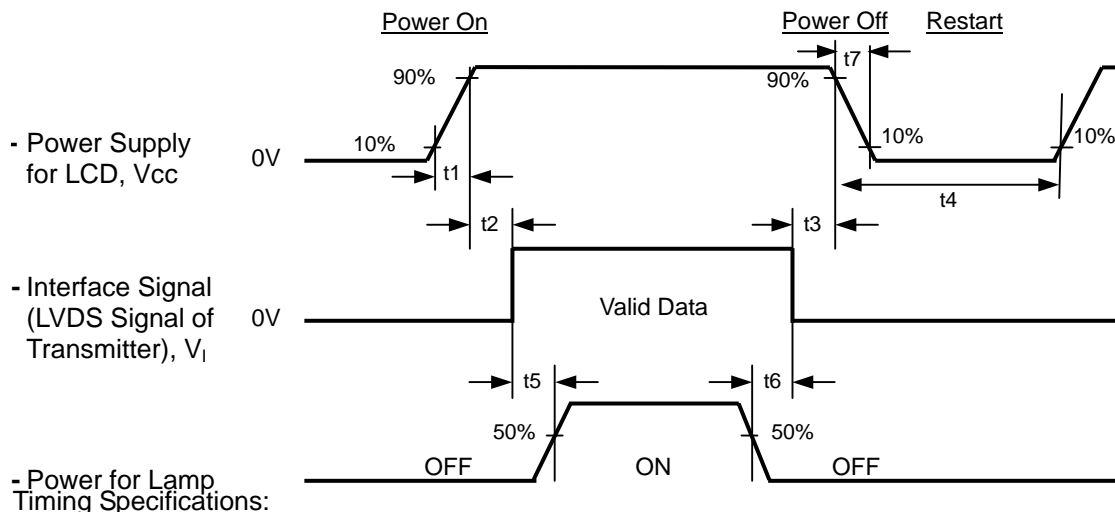 Power On
Power Off
Restart
t7
90%
90%
10%
10%
10%
- Power Supply
for LCD, Vcc
0V
t1
t4
t2
t3
- Interface Signal
(LVDS Signal of
Transmitter), VI
0V
Valid Data
t5
t6
50%
50%
OFF
ON
OFF
- Power for Lamp
Timing Specifications: